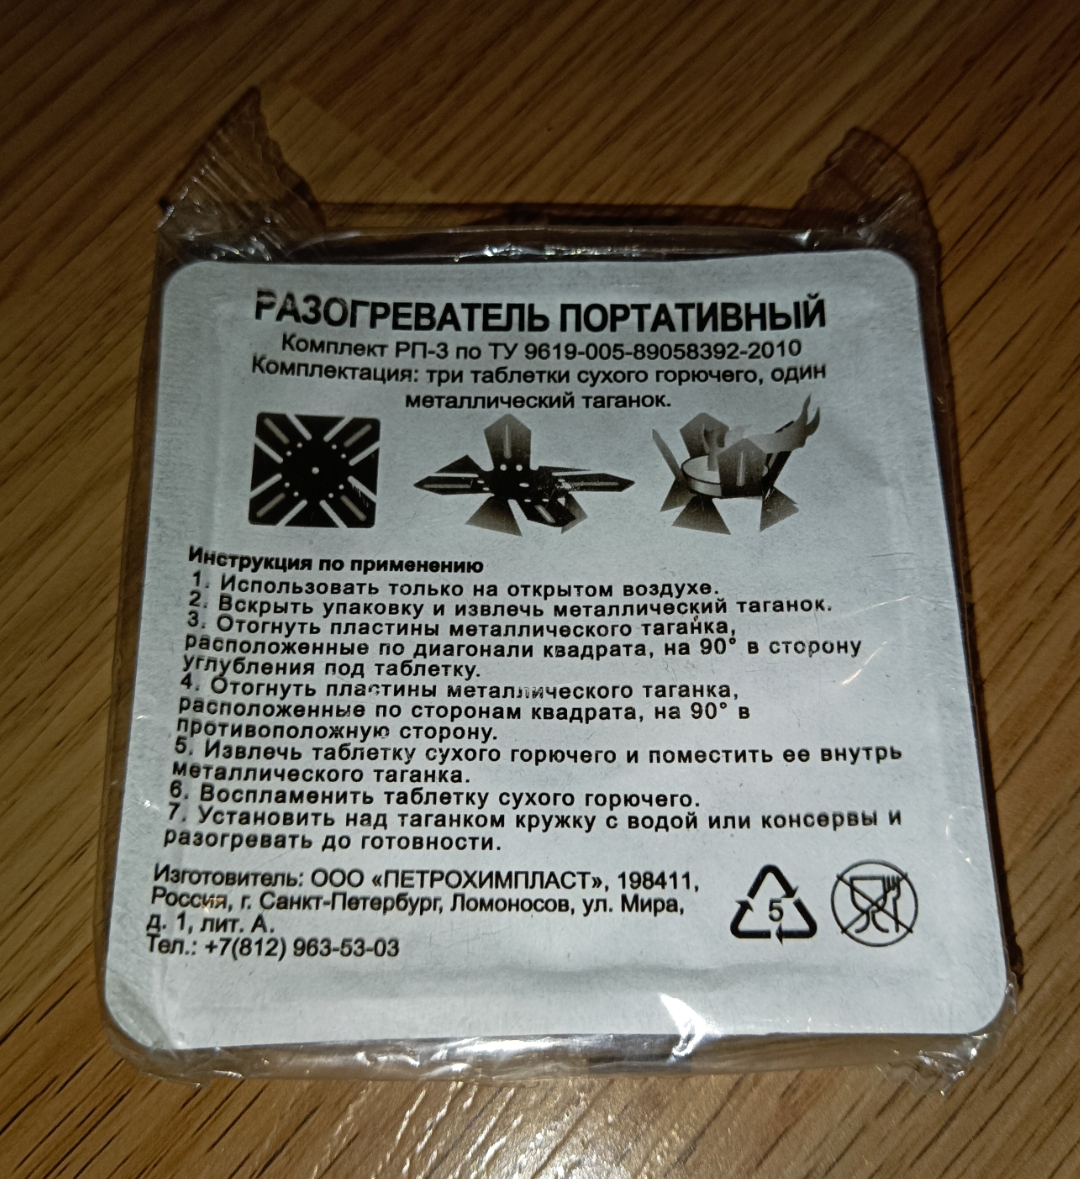 РАЗОГРЕВАТЕЛЬ ПОРТАТИВНЫЙ
Комплект РП-3 по ТУ 9619-005-89058392-2010
Комплектация: три таблетки сухого горючего, один
металлический таганок.
Инструкция по применению
1. Использовать только на открытом воздухе.
2. Вскрыть упаковку и извлечь металлический таганок.
3. Отогнуть пластины металлического таганка,
расположенные по диагонали квадрата, на 90° в сторону
углубления под таблетку.
4. Отогнуть пластины металлического таганка,
расположенные по сторонам квадрата, на 90° в
противоположную сторону.
5. Извлечь таблетку сухого горючего и поместить ее внутрь
металлического таганка.
6. Воспламенить таблетку сухого горючего.
7. Установить над таганком кружку с водой или консервы и
разогревать до готовности.
Изготовитель: ООО «ПЕТРОХИМПЛАСТ», 198411,
Россия, г. Санкт-Петербург, Ломоносов, ул. Мира,
д. 1, лит. А.
Тел.: +7(812) 963-53-03
5